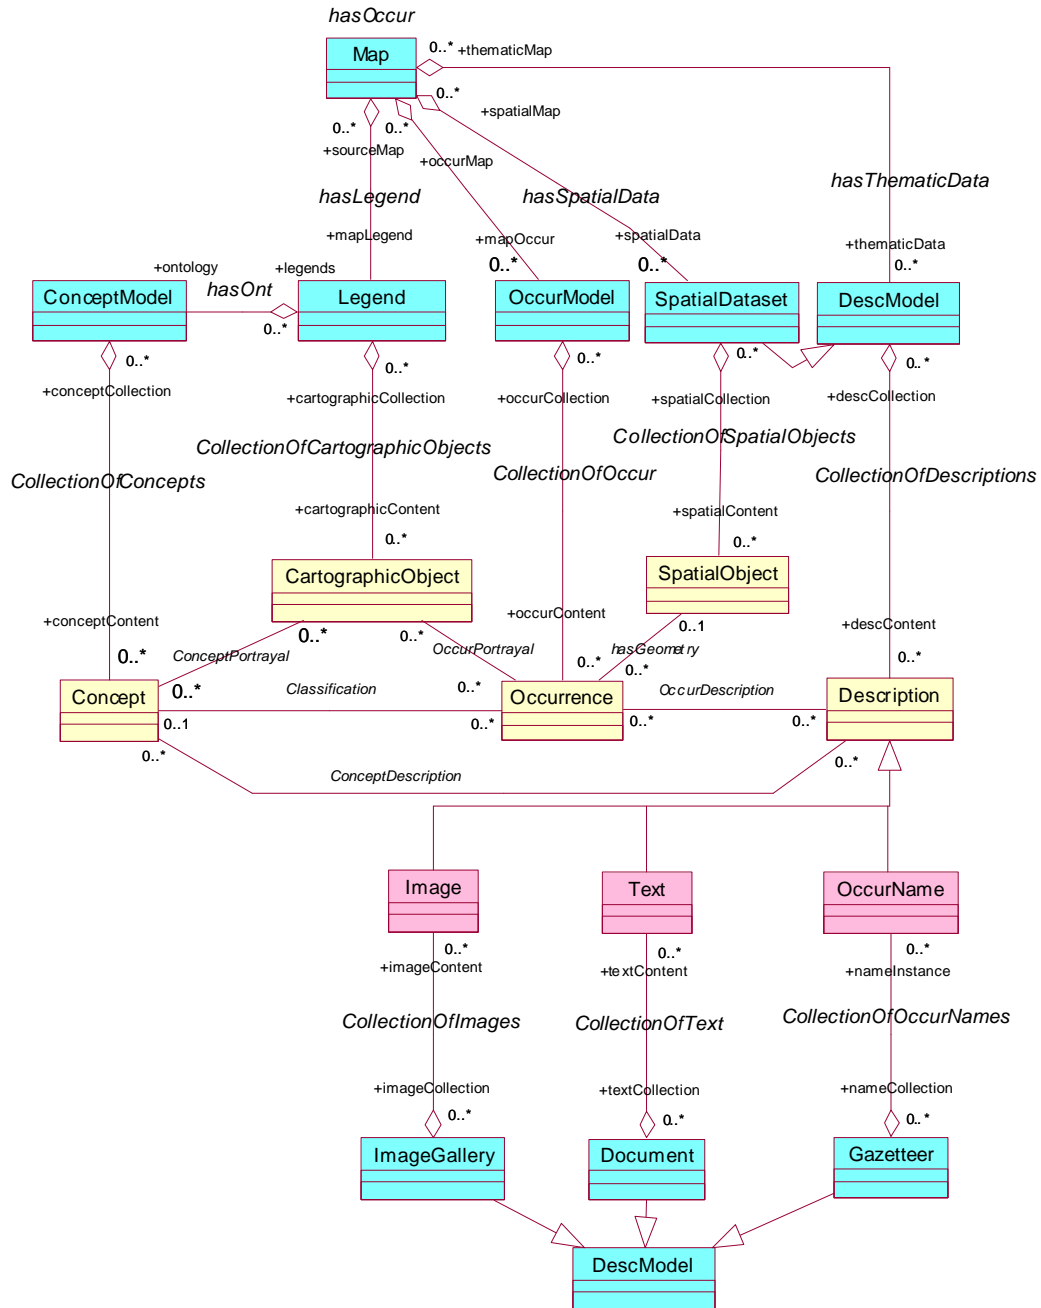 hasOccur
Map
0..*
+thematicMap
0..*
+spatialMap
0..*
0..*
+sourceMap
+occurMap
hasLegend
hasSpatialData
hasThematicData
+mapLegend
+mapOccur
+spatialData
+thematicData
0..*
0..*
0..*
+ontology
+legends
hasOnt
ConceptModel
Legend
OccurModel
SpatialDataset
DescModel
0..*
0..*
0..*
0..*
0..*
0..*
+conceptCollection
+cartographicCollection
+occurCollection
+spatialCollection
+descCollection
CollectionOfConcepts
CollectionOfCartographicObjects
CollectionOfOccur
CollectionOfSpatialObjects
CollectionOfDescriptions
+cartographicContent
+spatialContent
0..*
0..*
CartographicObject
SpatialObject
+conceptContent
+occurContent
+descContent
0..*
0..*
0..*
0..1
ConceptPortrayal
OccurPortrayal
hasGeometry
0..*
0..*
0..*
0..*
0..*
0..*
Concept
Classification
Occurrence
OccurDescription
Description
0..1
0..*
0..*
0..*
0..*
0..*
ConceptDescription
Image
Text
OccurName
0..*
0..*
0..*
+imageContent
+textContent
+nameInstance
CollectionOfImages
CollectionOfText
CollectionOfOccurNames
+imageCollection
+textCollection
+nameCollection
0..*
0..*
0..*
ImageGallery
Document
Gazetteer
DescModel